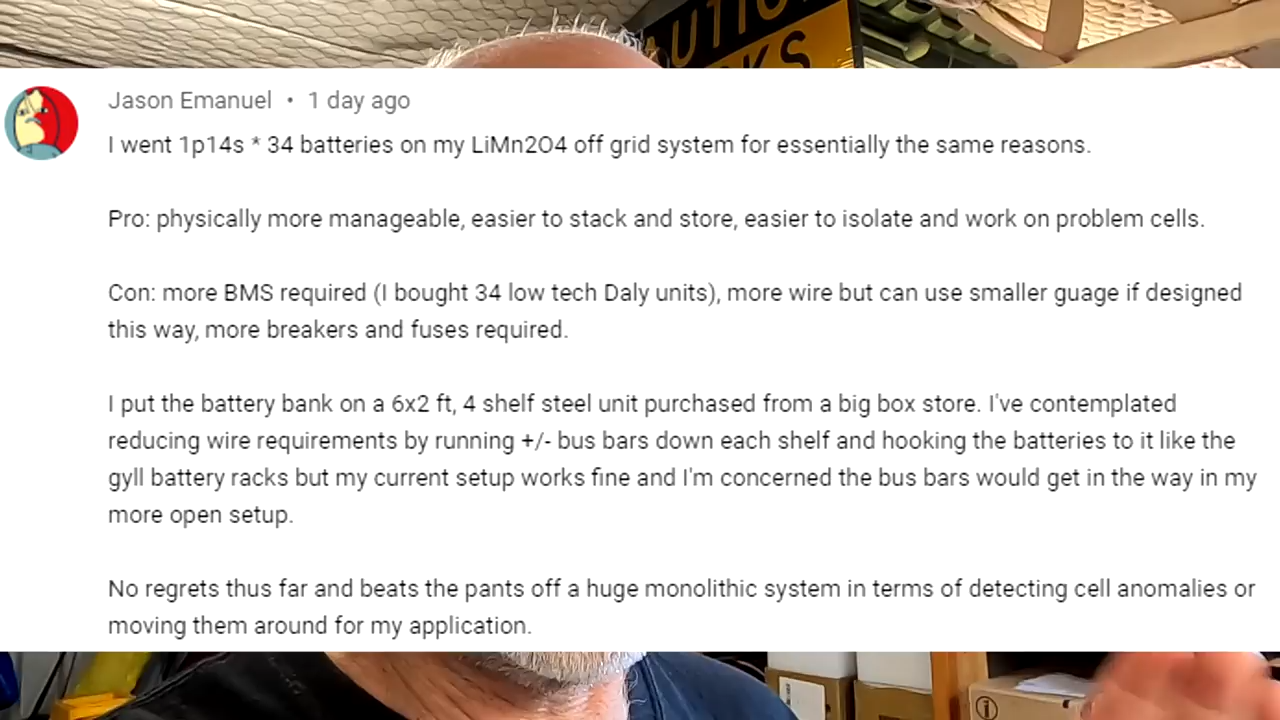 AUTIO
KS
Jason Emanuel • 1 day ago
I went 1p14s * 34 batteries on my LiMn2O4 off grid system for essentially the same reasons.
Pro: physically more manageable, easier to stack and store, easier to isolate and work on problem cells.
Con: more BMS required (I bought 34 low tech Daly units), more wire but can use smaller guage if designed
this way, more breakers and fuses required.
I put the battery bank on a 6x2 ft, 4 shelf steel unit purchased from a big box store. I've contemplated
reducing wire requirements by running +/- bus bars down each shelf and hooking the batteries to it like the
gyll battery racks but my current setup works fine and I'm concerned the bus bars would get in the way in my
more open setup.
No regrets thus far and beats the pants off a huge monolithic system in terms of detecting cell anomalies or
moving them around for my application.